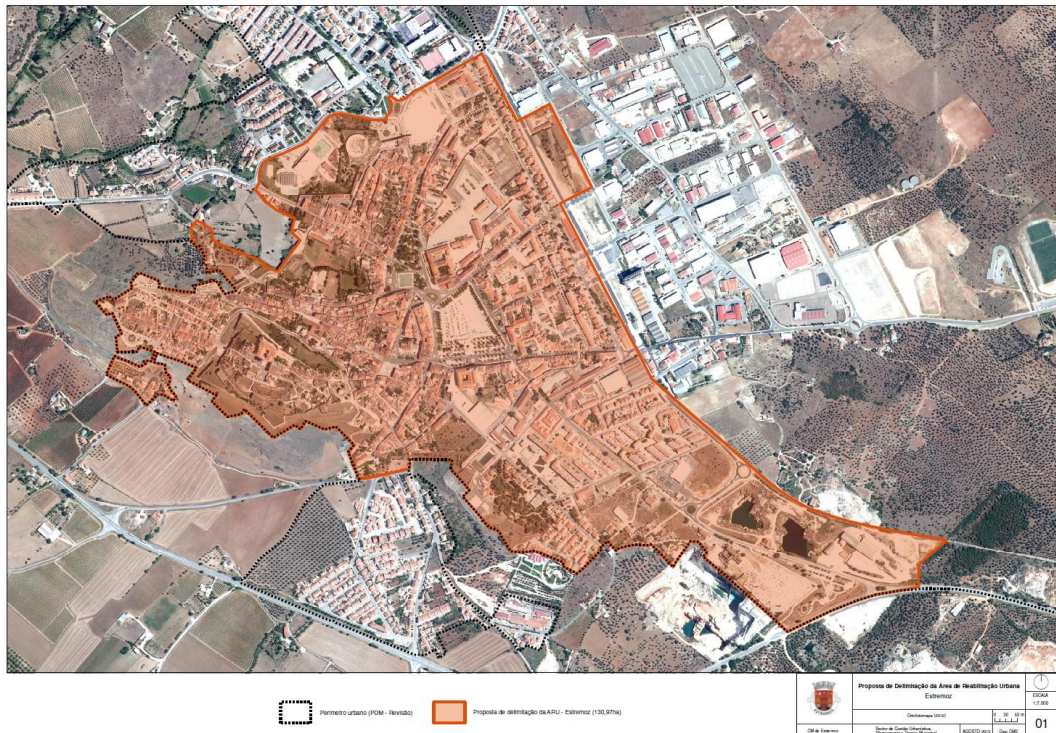 Perímetro urbano (PDM - Revisão)
Proposta de delimitação da ARU - Estremoz (130,97ha)
Proposta de Delimitação da Área de Reabilitação Urbana
Estremoz
ESCALA
1:7.000
Ortofotomapa (2010)
01
CM de Estremoz
AGOSTO